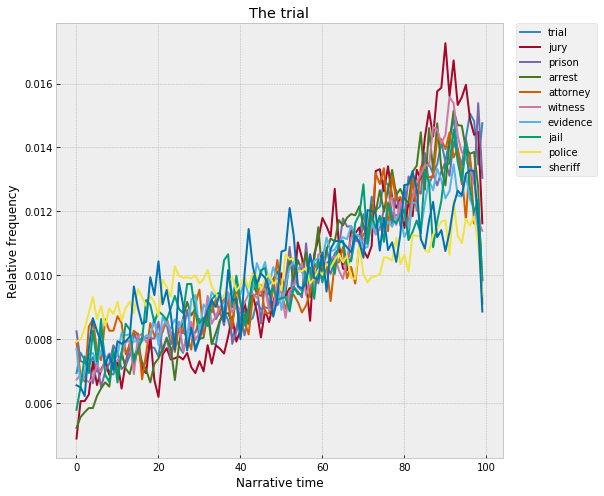 The trial
trial
jury
prison
arrest
attorney
witness
evidence
jail
police
sheriff
0.016
0.014
0.012
0.010
0.008
0.006
Relative frequency
0 20 40 60 80 100
Narrative time